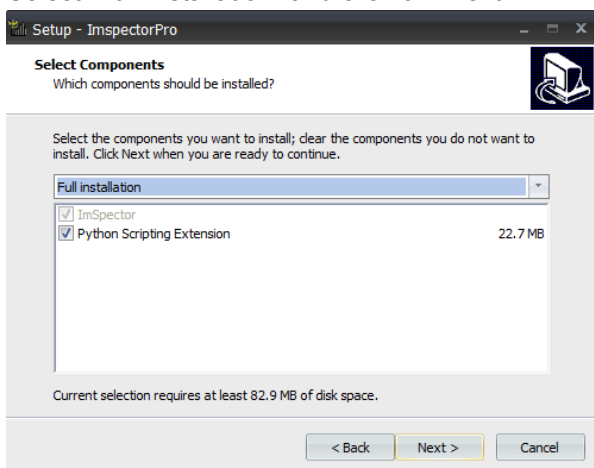 Setup - ImspectorPro
Select Components
Which components should be installed?
Select the components you want to install; clear the components you do not want to
install. Click Next when you are ready to continue.
Full installation
ImSpector
Python Scripting Extension 22.7 MB
Current selection requires at least 82.9 MB of disk space.
< Back Next > Cancel